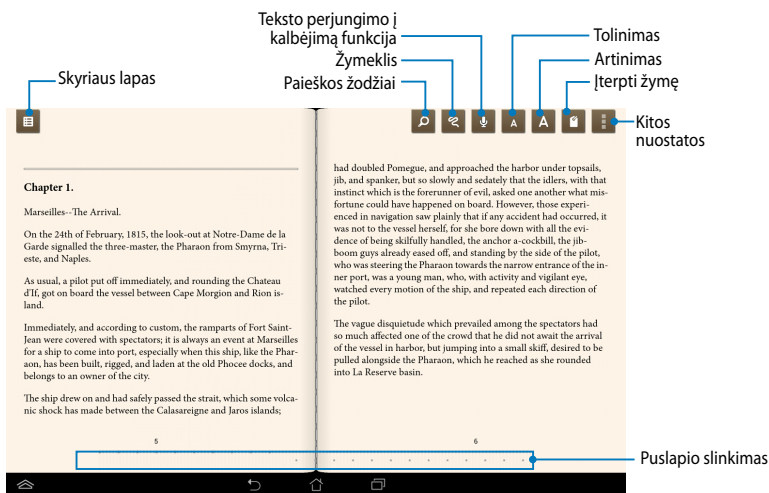 Teksto perjungimo į
kalbėjimą funkcija
Žymeklis
Paieškos žodžiai
Tolinimas
Artinimas
Įterpti žymę
Skyriaus lapas
Kitos
nuostatos
A
A
Chapter 1.
Marseilles--The Arrival.
On the 24th of February, 1815, the look-out at Notre-Dame de la
Garde signalled the three-master, the Pharaon from Smyrna, Tri-
este, and Naples.
As usual, a pilot put off immediately, and rounding the Chateau
d'If, got on board the vessel between Cape Morgion and Rion is-
land.
Immediately, and according to custom, the ramparts of Fort Saint-
Jean were covered with spectators; it is always an event at Marseilles
for a ship to come into port, especially when this ship, like the Phar-
aon, has been built, rigged, and laden at the old Phocee docks, and
belongs to an owner of the city.
The ship drew on and had safely passed the strait, which some volca-
nic shock has made between the Calasareigne and Jaros islands;
5
had doubled Pomegue, and approached the harbor under topsails,
jib, and spanker, but so slowly and sedately that the idlers, with that
instinct which is the forerunner of evil, asked one another what mis-
fortune could have happened on board. However, those experi-
enced in navigation saw plainly that if any accident had occurred, it
was not to the vessel herself, for she bore down with all the evi-
dence of being skilfully handled, the anchor a-cockbill, the jib-
boom guys already eased off, and standing by the side of the pilot,
who was steering the Pharaon towards the narrow entrance of the in-
ner port, was a young man, who, with activity and vigilant eye,
watched every motion of the ship, and repeated each direction of
the pilot.
The vague disquietude which prevailed among the spectators had
so much affected one of the crowd that he did not await the arrival
of the vessel in harbor, but jumping into a small skiff, desired to be
pulled alongside the Pharaon, which he reached as she rounded
into La Reserve basin.
6
Puslapio slinkimas